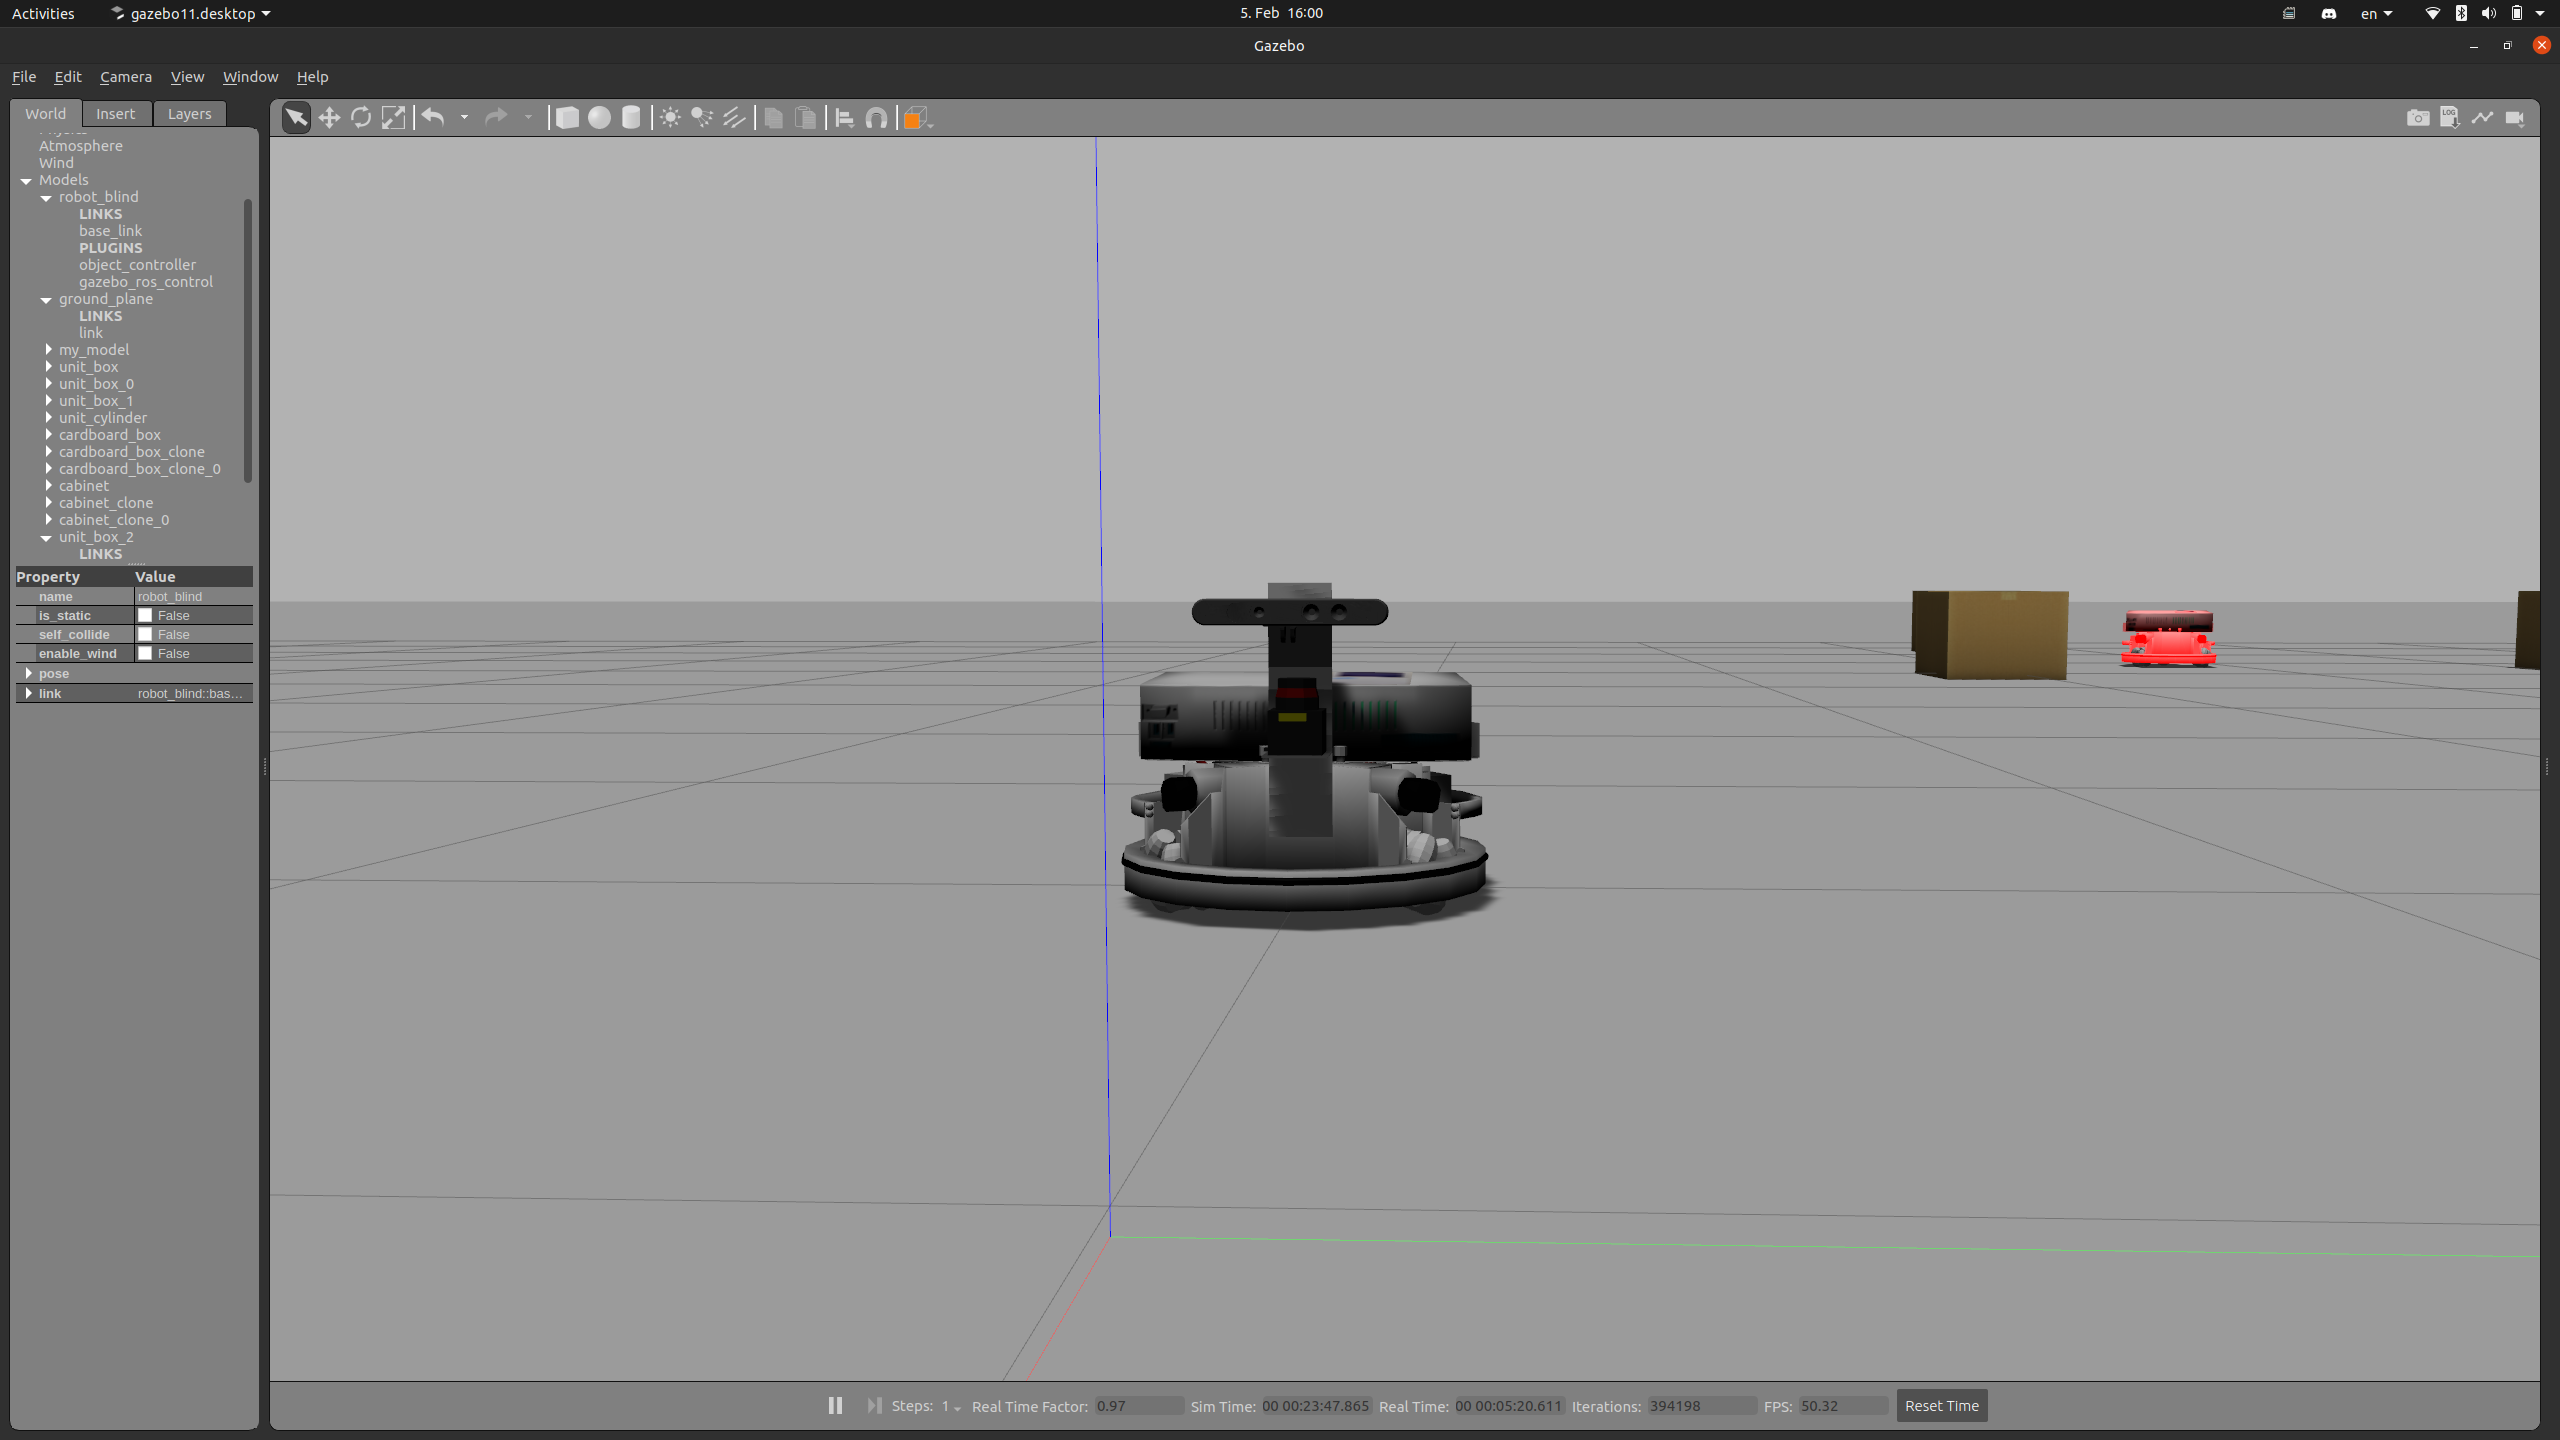 Activities
gazebo11.desktop
5. Feb 16:00
en
Gazebo
File Edit Camera View Window Help
World Insert Layers
Physics
Atmosphere
Wind
Models
robot_blind
LINKS
base_link
PLUGINS
object_controller
gazebo_ros_control
ground_plane
LINKS
link
my_model
unit_box
unit_box_0
unit_box_1
unit_cylinder
cardboard_box
cardboard_box_clone
cardboard_box_clone_0
cabinet
cabinet_clone
cabinet_clone_0
unit_box_2
LINKS
Property Value
name robot_blind
is_static False
self_collide False
enable_wind False
pose
link robot_blind::bas...
LOG
Steps: 1 Real Time Factor: 0.97 Sim Time: 00 00:23:47.865 Real Time: 00 00:05:20.611 Iterations: 394198 FPS: 50.32 Reset Time